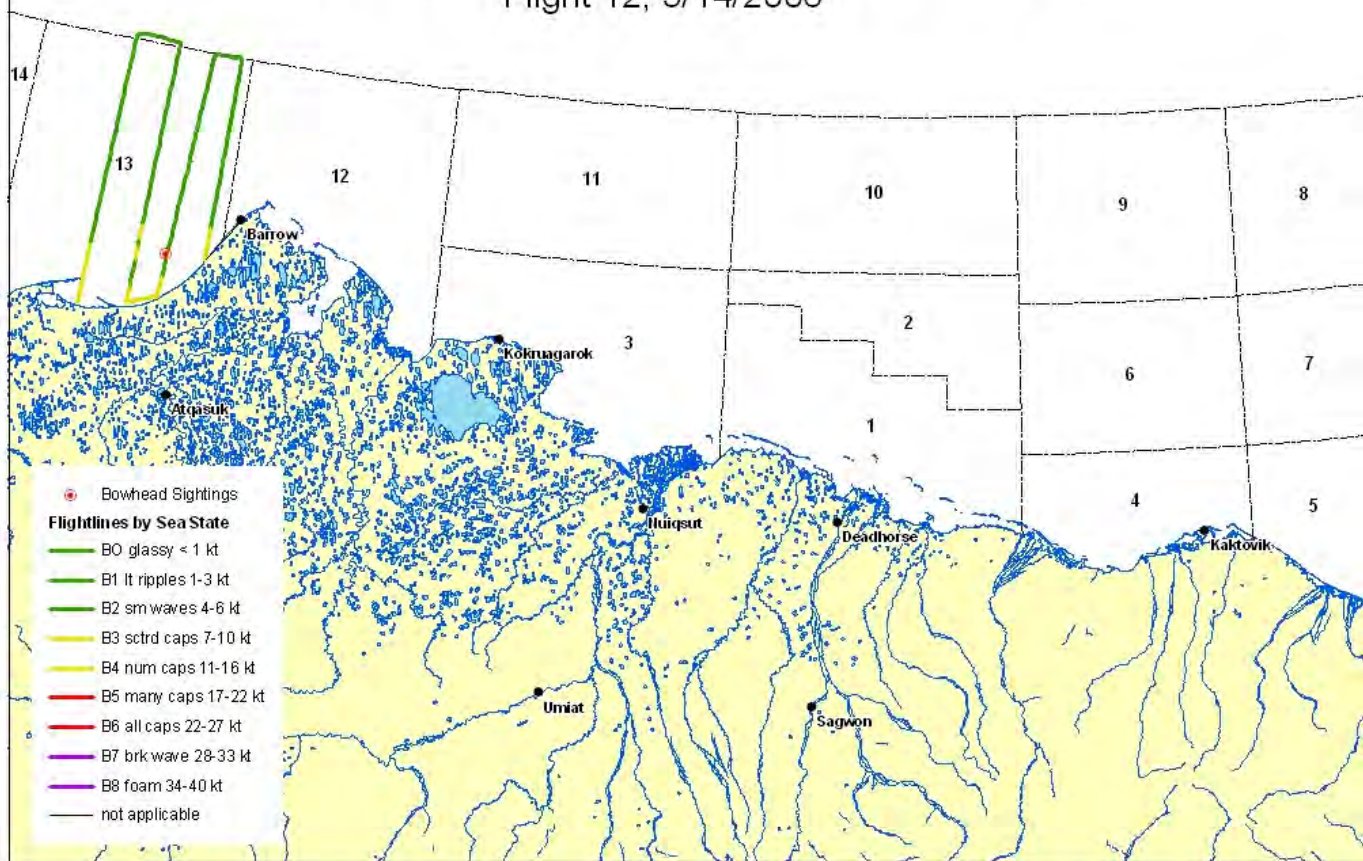 Flight 12,
14
13
12
11
10
9
8
Barrow
3
2
6
7
Kokruagarok
Atqasuk
1
4
5
Nuiqsut
Deadhorse
Kaktovik
Umiat
Sagwon
Bowhead Sightings
Flightlines by Sea State
B0 glassy < 1 kt
B1 lt ripples 1-3 kt
B2 sm waves 4-6 kt
B3 sctrd caps 7-10 kt
B4 num caps 11-16 kt
B5 many caps 17-22 kt
B6 all caps 22-27 kt
B7 brk wave 28-33 kt
B8 foam 34-40 kt
not applicable